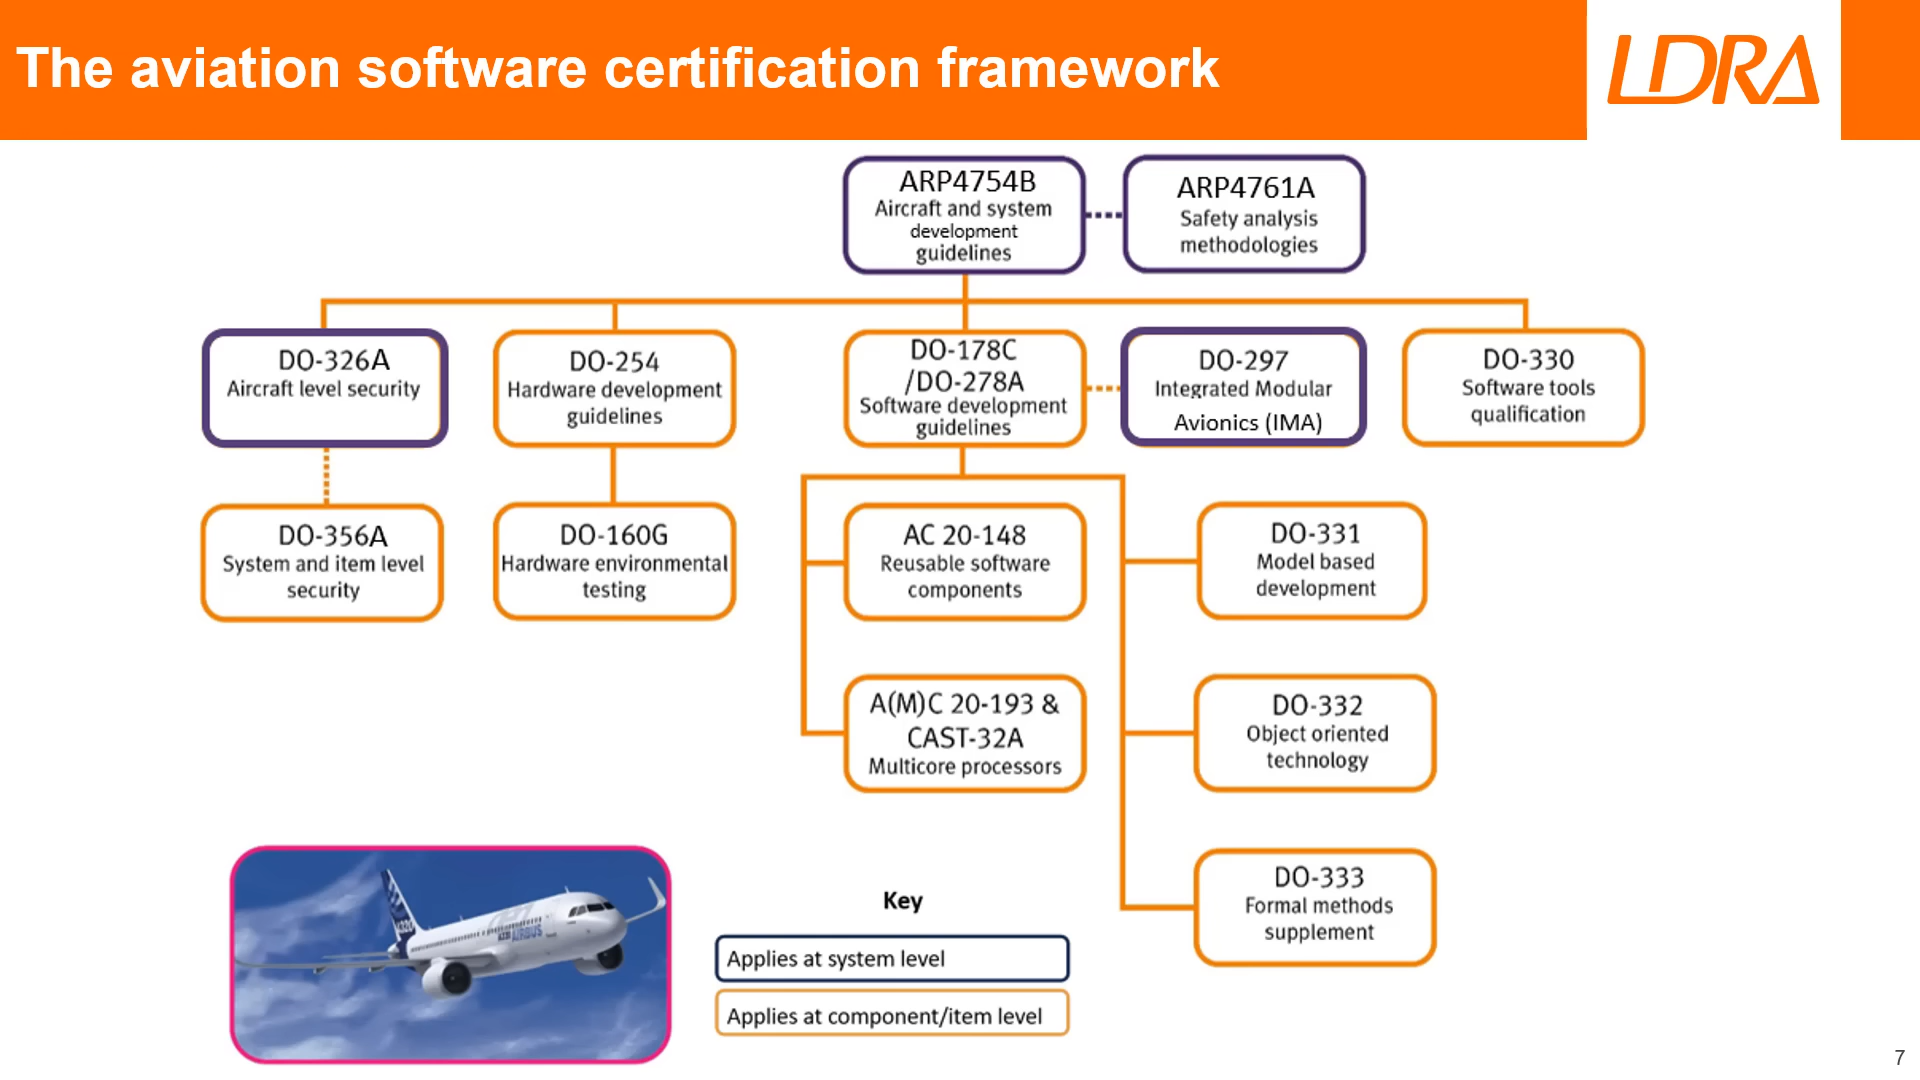 The aviation software certification framework
LDRA
ARP4754B
Aircraft and system
development
guidelines
ARP4761A
Safety analysis
methodologies
DO-326A
Aircraft level security
DO-254
Hardware development
guidelines
DO-178C
/DO-278A
Software development
guidelines
DO-297
Integrated Modular
Avionics (IMA)
DO-330
Software tools
qualification
DO-356A
System and item level
security
DO-160G
Hardware environmental
testing
AC 20-148
Reusable software
components
DO-331
Model based
development
A(M)C 20-193 &
CAST-32A
Multicore processors
DO-332
Object oriented
technology
DO-333
Formal methods
supplement
AIRBUS
Key
Applies at system level
Applies at component/item level
7